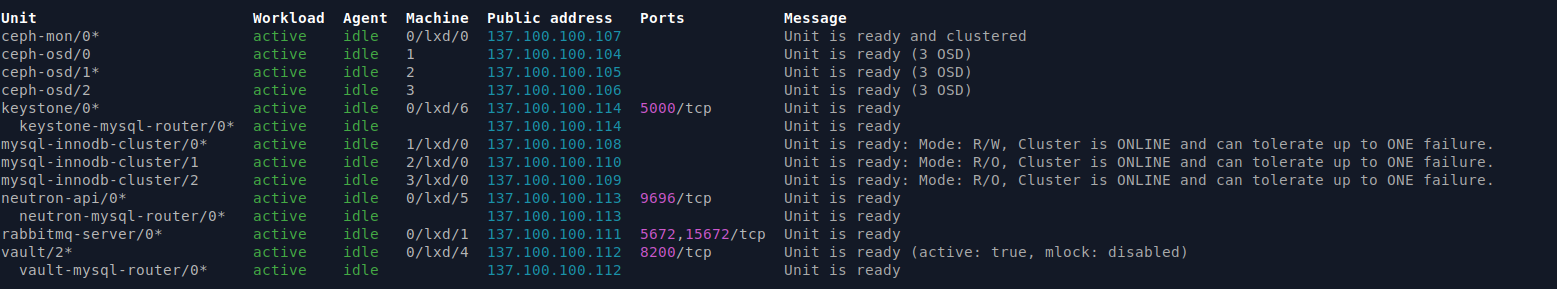 Unit Workload Agent Machine Public address Ports Message
ceph-mon/0* active idle 0/lxd/0 137.100.100.107 Unit is ready and clustered
ceph-osd/0 active idle 1 137.100.100.104 Unit is ready (3 OSD)
ceph-osd/1* active idle 2 137.100.100.105 Unit is ready (3 OSD)
ceph-osd/2 active idle 3 137.100.100.106 Unit is ready (3 OSD)
keystone/0* active idle 0/lxd/6 137.100.100.114 5000/tcp Unit is ready
keystone-mysql-router/0* active idle 137.100.100.114 Unit is ready
mysql-innodb-cluster/0* active idle 1/lxd/0 137.100.100.108 Unit is ready: Mode: R/W, Cluster is ONLINE and can tolerate up to ONE failure.
mysql-innodb-cluster/1 active idle 2/lxd/0 137.100.100.110 Unit is ready: Mode: R/O, Cluster is ONLINE and can tolerate up to ONE failure.
mysql-innodb-cluster/2 active idle 3/lxd/0 137.100.100.109 Unit is ready: Mode: R/O, Cluster is ONLINE and can tolerate up to ONE failure.
neutron-api/0* active idle 0/lxd/5 137.100.100.113 9696/tcp Unit is ready
neutron-mysql-router/0* active idle 137.100.100.113 Unit is ready
rabbitmq-server/0* active idle 0/lxd/1 137.100.100.111 5672,15672/tcp Unit is ready
vault/2* active idle 0/lxd/4 137.100.100.112 8200/tcp Unit is ready (active: true, mlock: disabled)
vault-mysql-router/0* active idle 137.100.100.112 Unit is ready